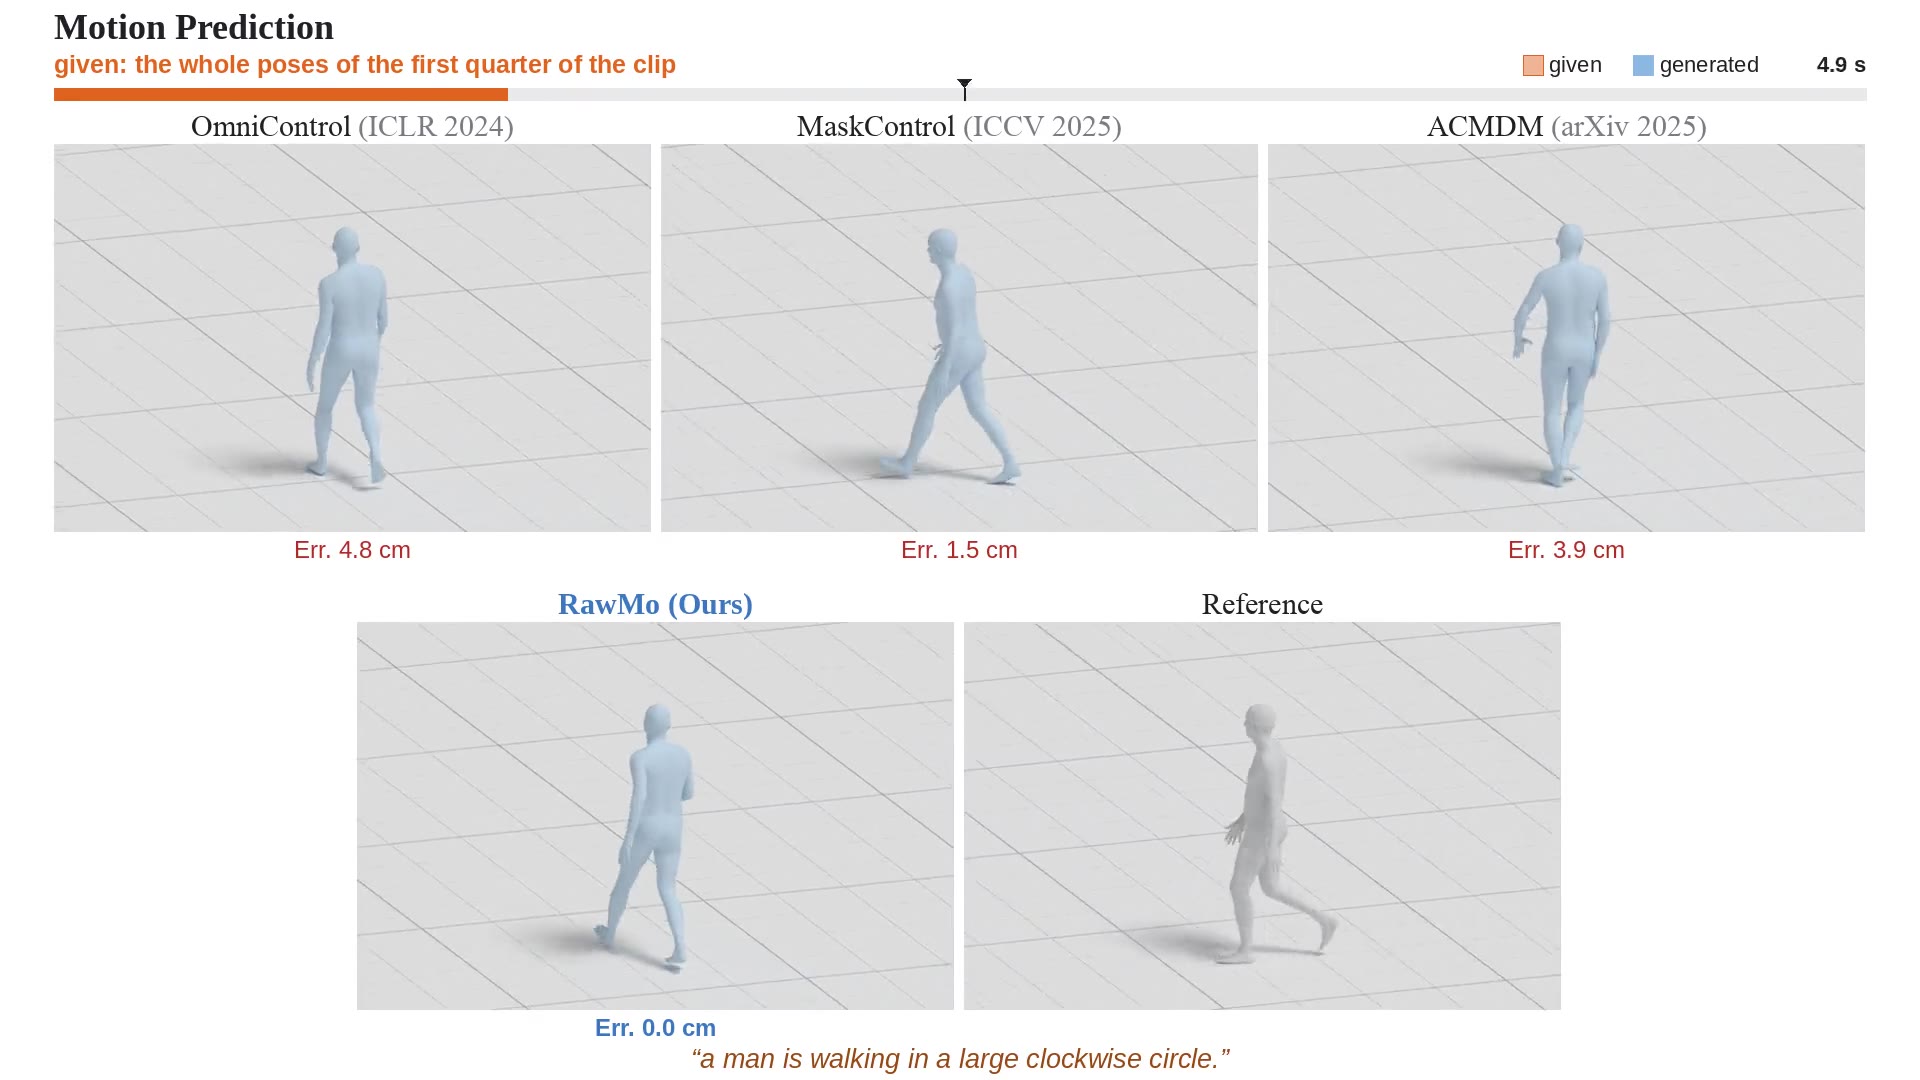 Motion Prediction
given: the whole poses of the first quarter of the clip
given
generated
4.9 s
OmniControl (ICLR 2024)
MaskControl (ICCV 2025)
ACMDM (arXiv 2025)
Err. 4.8 cm
Err. 1.5 cm
Err. 3.9 cm
RawMo (Ours)
Reference
Err. 0.0 cm
“a man is walking in a large clockwise circle.”